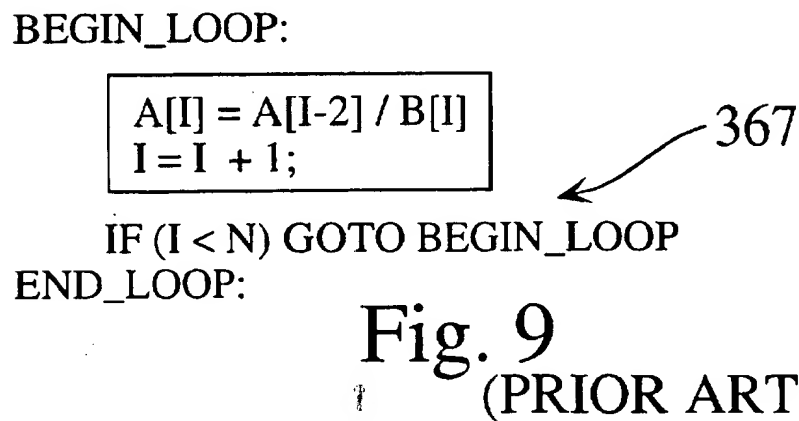 BEGIN_LOOP:
A[I] = A[I-2] / B[I]
I = I + 1;
367
IF (I < N) GOTO BEGIN_LOOP
END_LOOP:
Fig. 9
(PRIOR ART